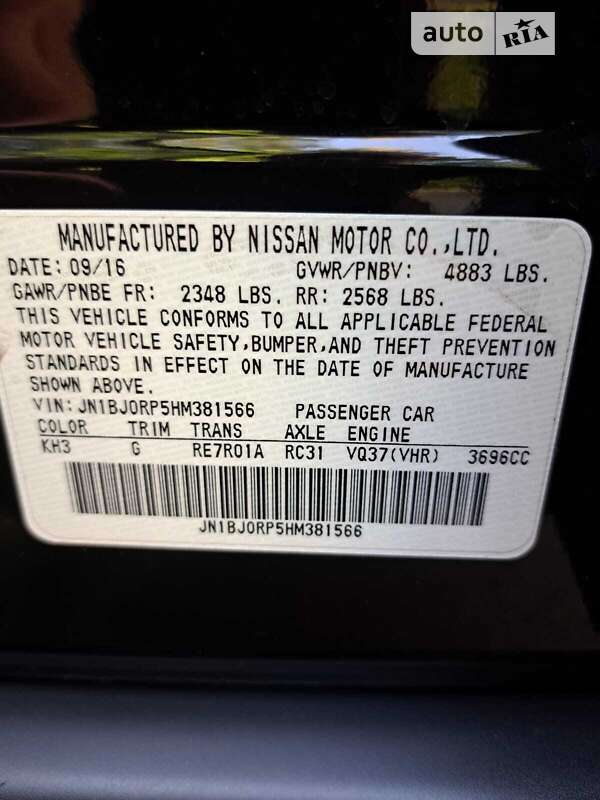 auto RIA
MANUFACTURED BY NISSAN MOTOR CO.,LTD.
DATE: 09/16 GVWR/PNBV: 4883 LBS.
GAWR/PNBE FR: 2348 LBS. RR: 2568 LBS.
THIS VEHICLE CONFORMS TO ALL APPLICABLE FEDERAL
MOTOR VEHICLE SAFETY,BUMPER,AND THEFT PREVENTION
STANDARDS IN EFFECT ON THE DATE OF MANUFACTURE
SHOWN ABOVE.
VIN: JN1BJ0RP5HM381566 PASSENGER CAR
COLOR TRIM TRANS AXLE ENGINE
KH3 G RE7R01A RC31 VQ37(VHR) 3696CC
JN1BJ0RP5HM381566